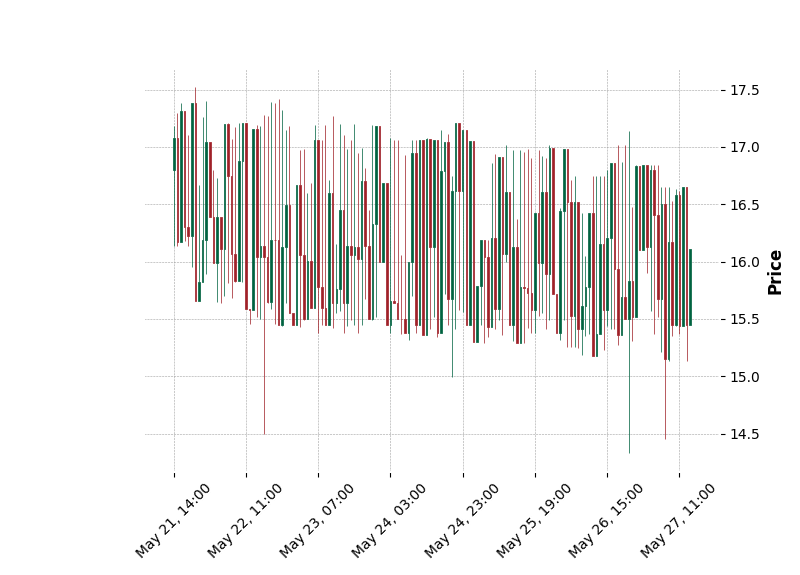 17.5
17.0
16.5
16.0
15.5
15.0
14.5
Price
May 21, 14:00
May 22, 11:00
May 23, 07:00
May 24, 03:00
May 24, 23:00
May 25, 19:00
May 26, 15:00
May 27, 11:00